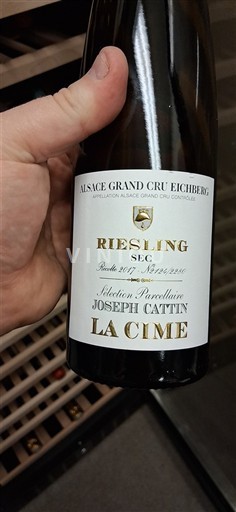 ALSACE GRAND CRU EICHBERG
APPELLATION ALSACE GRAND CRU CONTRÔLÉE
RIESLING
SEC
Récolte 2017 - No
Sélection Parcellaire
JOSEPH CATTIN
LA CIME